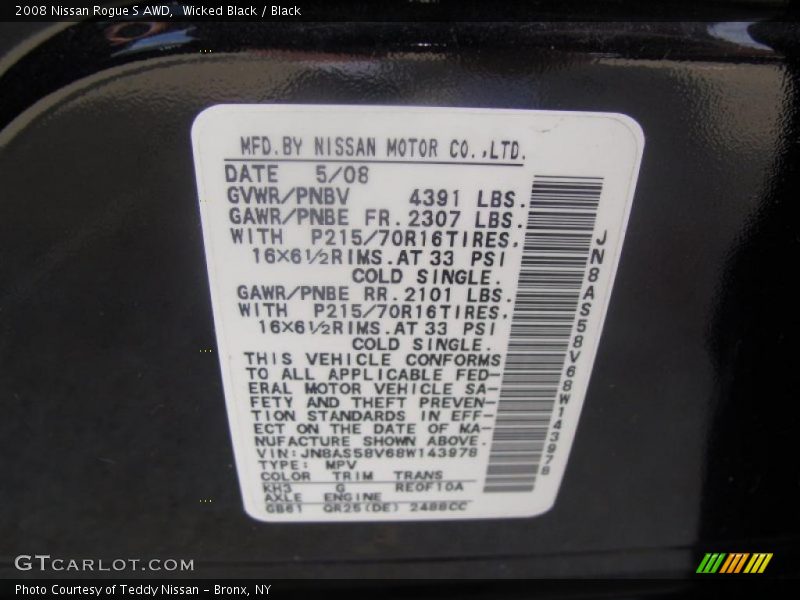 2008 Nissan Rogue S AWD,  Wicked Black / Black
MFD.BY NISSAN MOTOR CO.,LTD.
DATE 5/08
GVWR/PNBV 4391 LBS.
GAWR/PNBE FR.2307 LBS.
WITH P215/70R16TIRES.
16×6½RIMS.AT 33 PSI
COLD SINGLE.
GAWR/PNBE RR.2101 LBS.
WITH P215/70R16TIRES.
16×6½RIMS.AT 33 PSI
COLD SINGLE.
THIS VEHICLE CONFORMS
TO ALL APPLICABLE FED-
ERAL MOTOR VEHICLE SA-
FETY AND THEFT PREVEN-
TION STANDARDS IN EFF-
ECT ON THE DATE OF MA-
NUFACTURE SHOWN ABOVE.
VIN:JN8AS58V68W143978
TYPE: MPV
COLOR TRIM TRANS
KH3 G RE0F10A
AXLE ENGINE
GB61 QR25(DE) 2488CC
JN8AS58V68W143978
GTCARLOT.COM
Photo Courtesy of Teddy Nissan – Bronx, NY